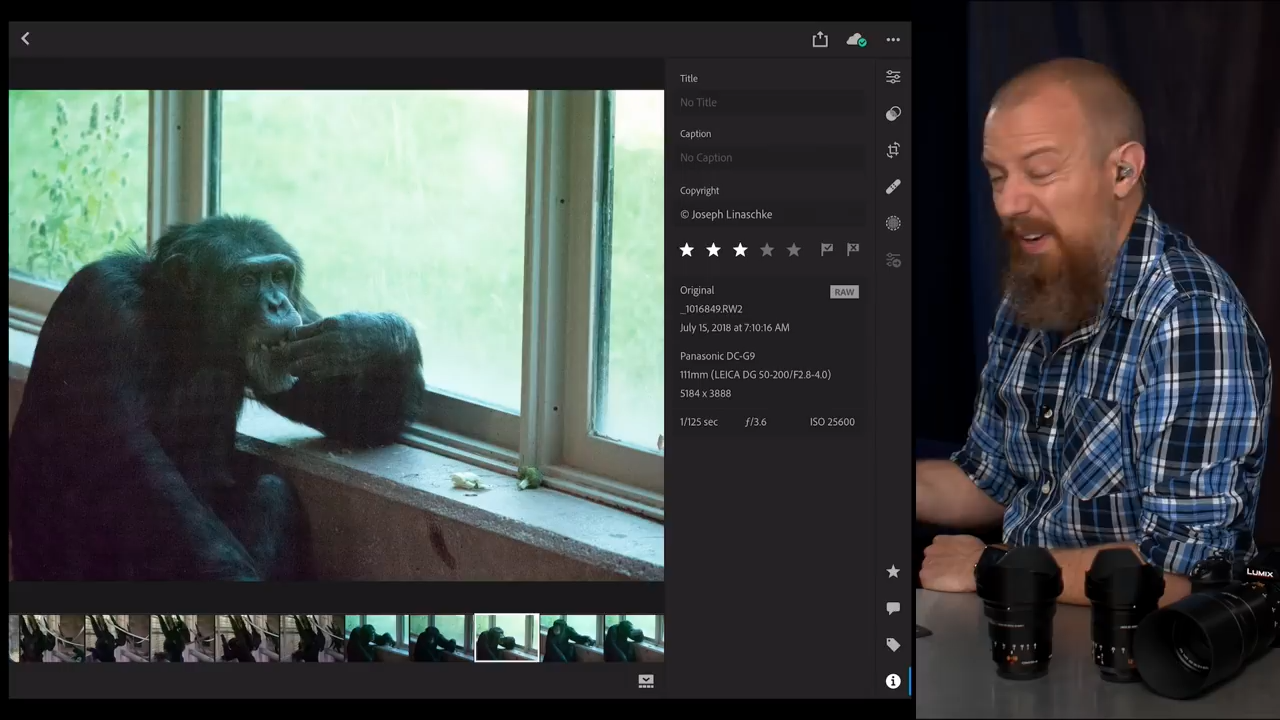 Title
No Title
Caption
No Caption
Copyright
© Joseph Linaschke
Original
RAW
_1016849.RW2
July 15, 2018 at 7:10:16 AM
Panasonic DC-G9
111mm (LEICA DG 50-200/F2.8-4.0)
5184 x 3888
1/125 sec
ƒ/3.6
ISO 25600
LUMIX